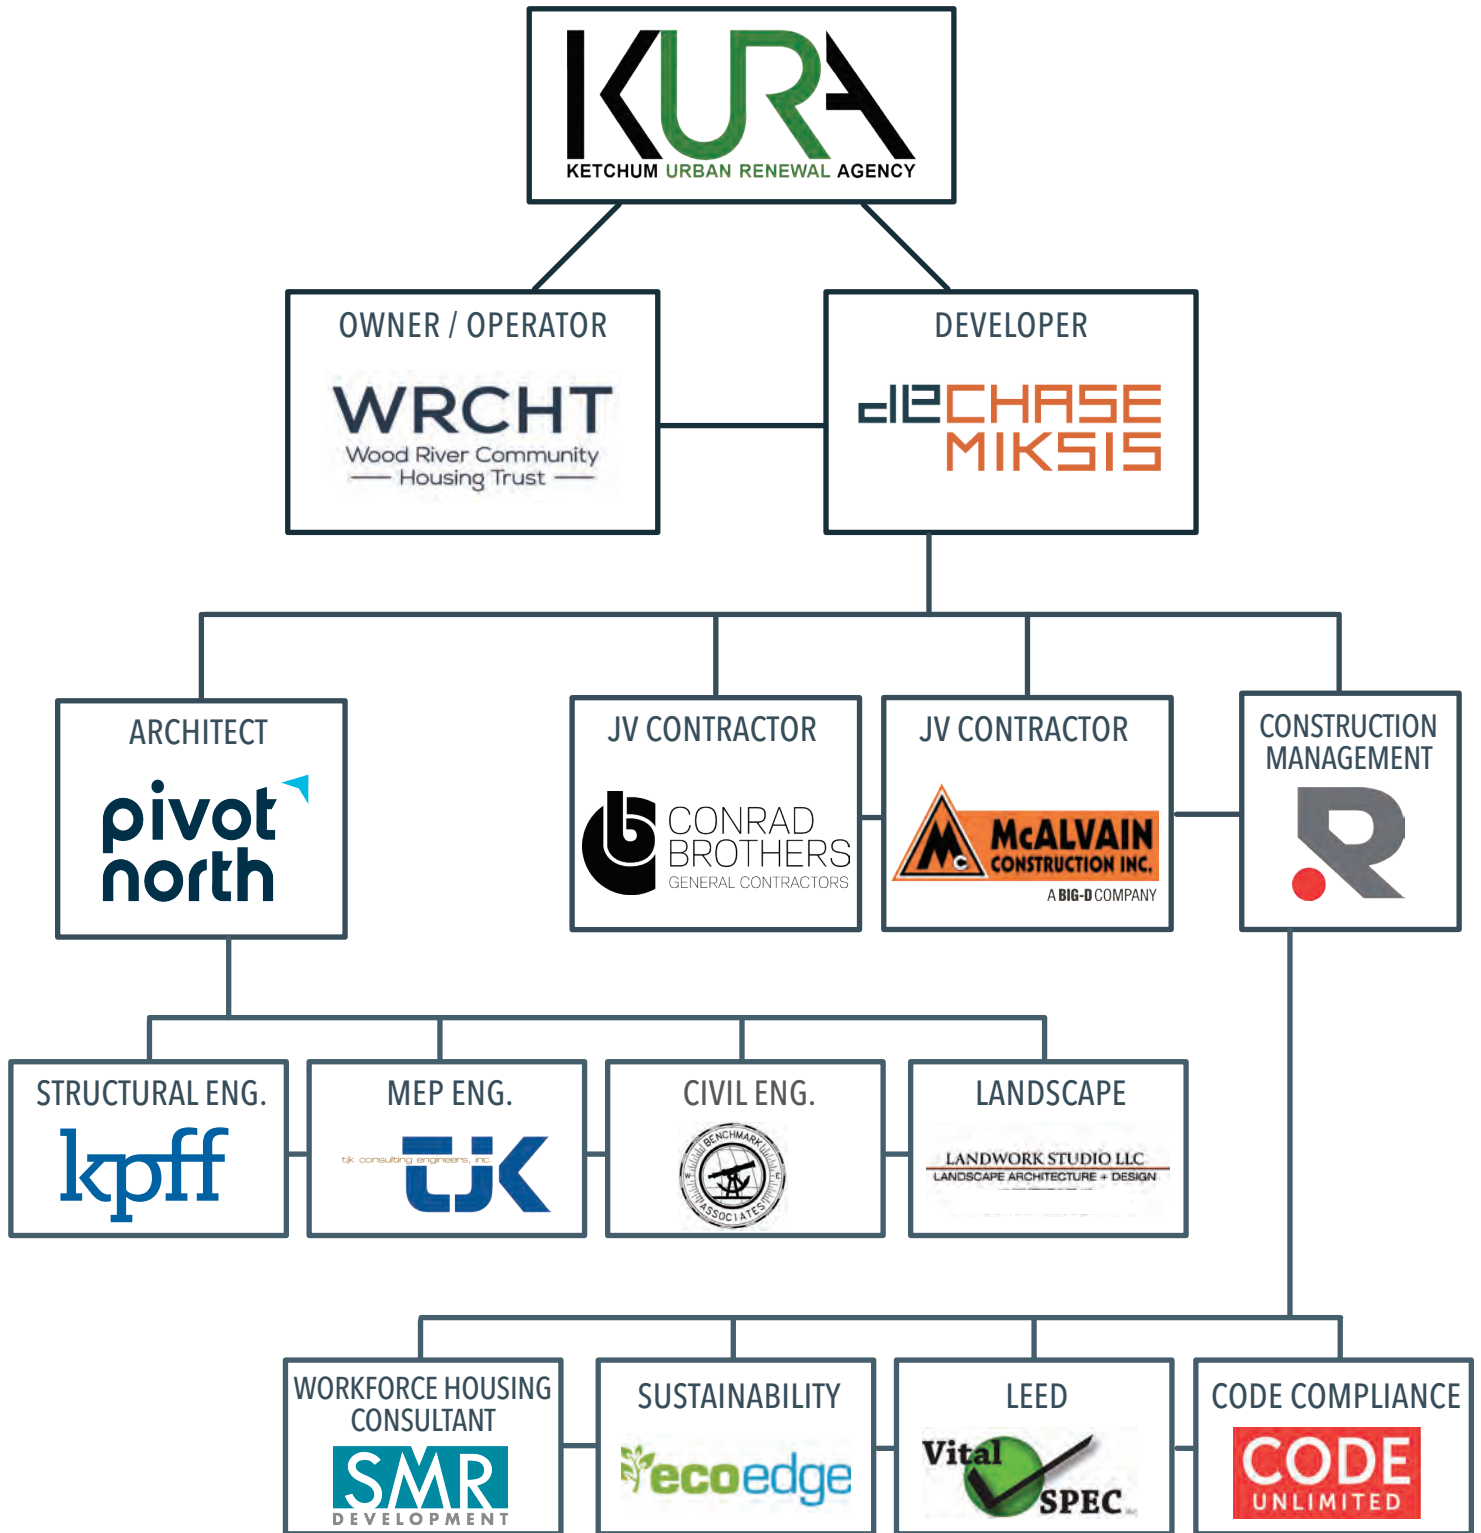 KURA
KETCHUM URBAN RENEWAL AGENCY
OWNER / OPERATOR
WRCHT
Wood River Community
Housing Trust
DEVELOPER
deCHASE
MIKSIS
ARCHITECT
pivot
north
JV CONTRACTOR
CONRAD
BROTHERS
GENERAL CONTRACTORS
JV CONTRACTOR
Mc
McALVAIN
CONSTRUCTION INC.
A BIG-D COMPANY
CONSTRUCTION
MANAGEMENT
R
STRUCTURAL ENG.
kpff
MEP ENG.
tjk consulting engineers, inc.
TJK
CIVIL ENG.
BENCHMARK
W E
ASSOCIATES
LANDSCAPE
LANDWORK STUDIO LLC
LANDSCAPE ARCHITECTURE + DESIGN
WORKFORCE HOUSING
CONSULTANT
SMR
DEVELOPMENT
SUSTAINABILITY
ecoedge
LEED
Vital
SPEC
CODE COMPLIANCE
CODE
UNLIMITED